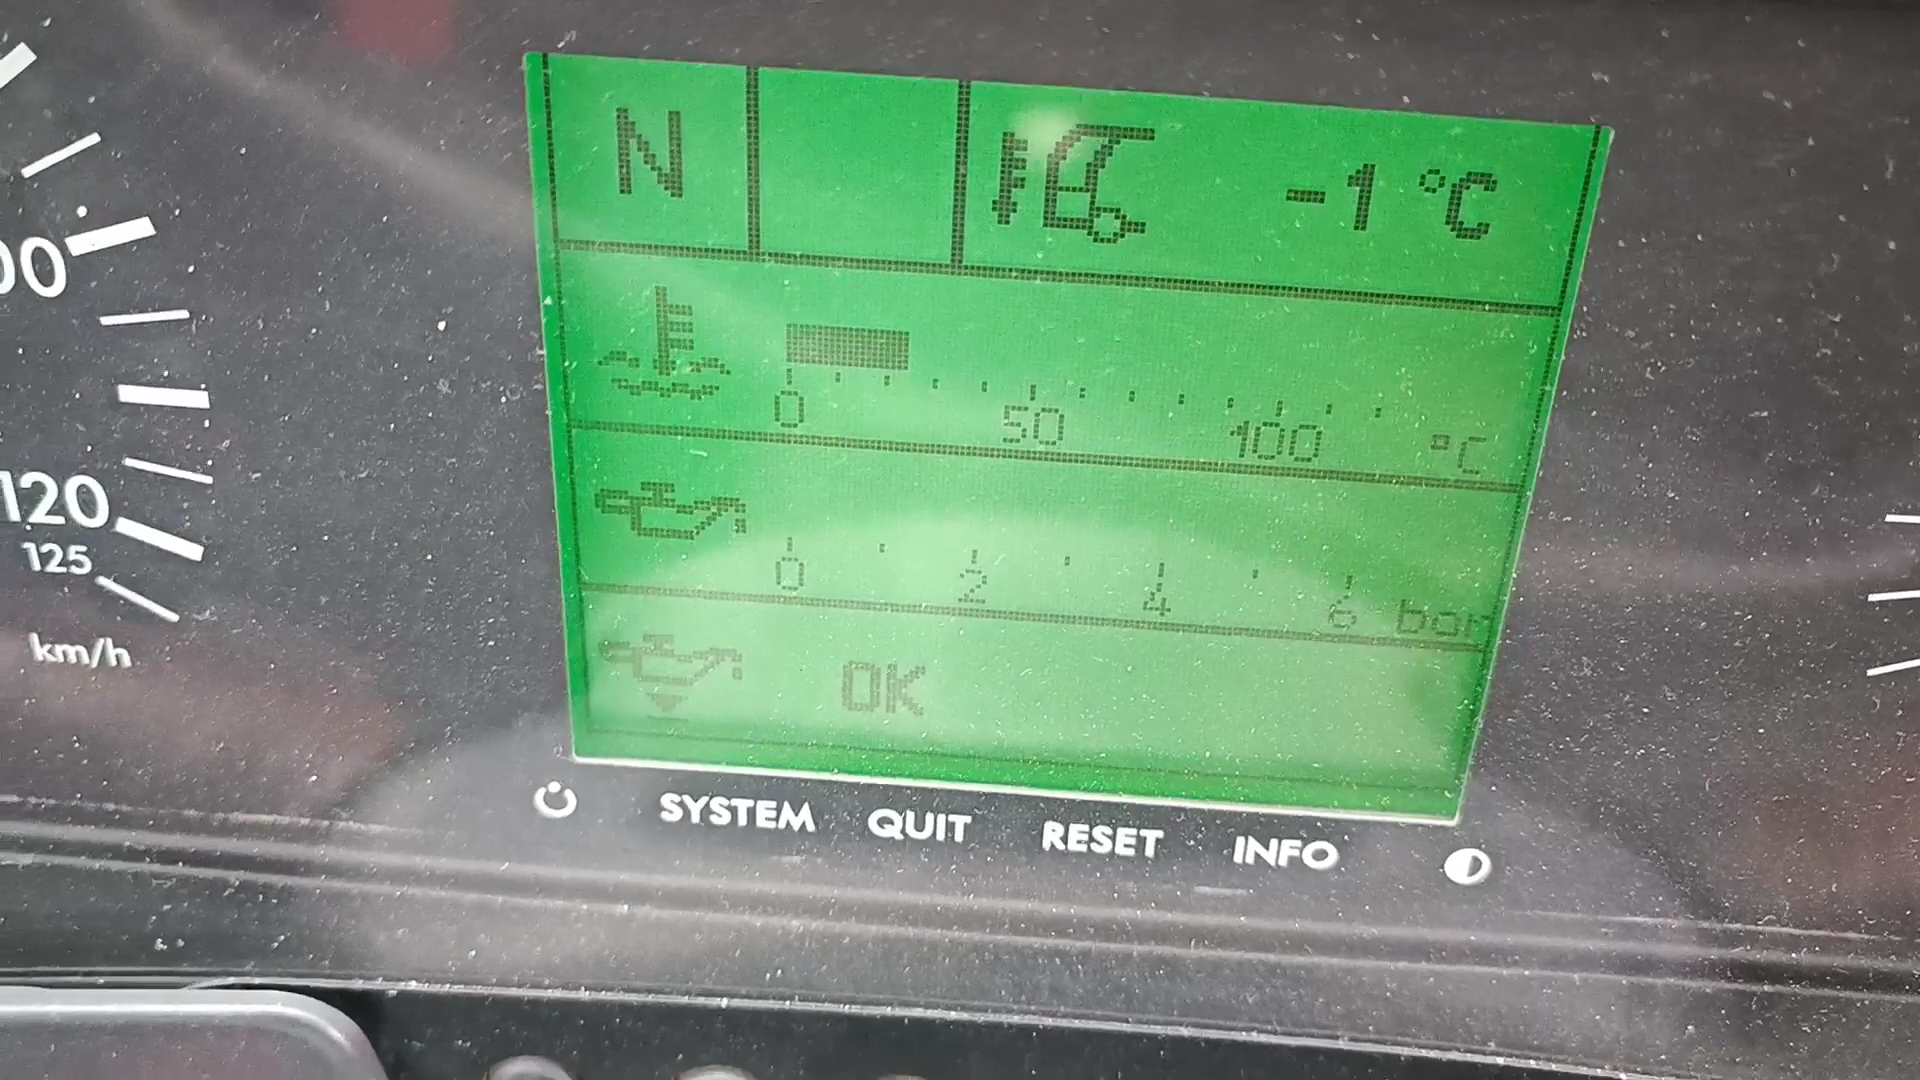 N -1 °C
0 50 100 °C
0 2 4 6 bar
OK
SYSTEM QUIT RESET INFO
00
120
125
km/h